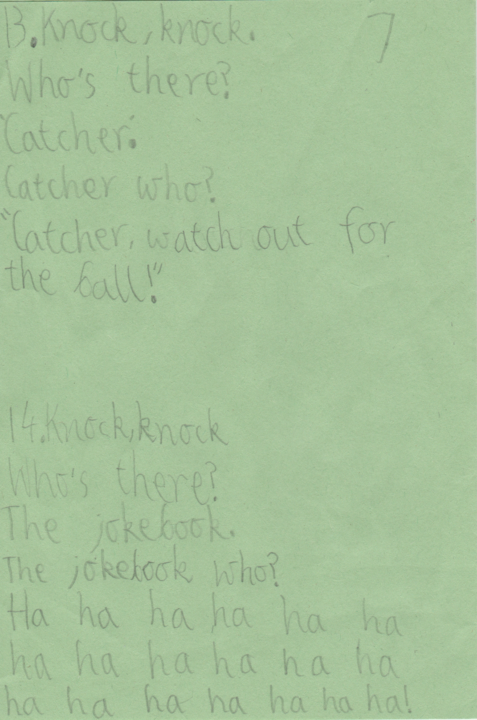 13. Knock, knock. 7
Who's there?
"Catcher."
Catcher who?
"Catcher, watch out for
the ball!"
14. Knock, knock
Who's there?
The jokebook.
The jokebook who?
Ha ha ha ha ha ha
ha ha ha ha ha ha
ha ha ha ha ha ha ha!